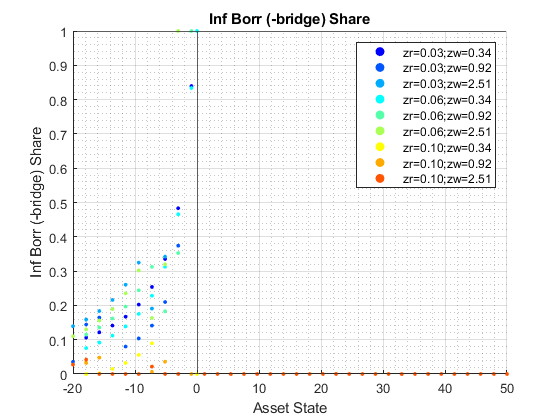 Inf Borr (-bridge) Share
1
0.9
0.8
0.7
0.6
0.5
0.4
0.3
0.2
0.1
0
Inf Borr (-bridge) Share
zr=0.03;zw=0.34
zr=0.03;zw=0.92
zr=0.03;zw=2.51
zr=0.06;zw=0.34
zr=0.06;zw=0.92
zr=0.06;zw=2.51
zr=0.10;zw=0.34
zr=0.10;zw=0.92
zr=0.10;zw=2.51
-20 -10 0 10 20 30 40 50
Asset State